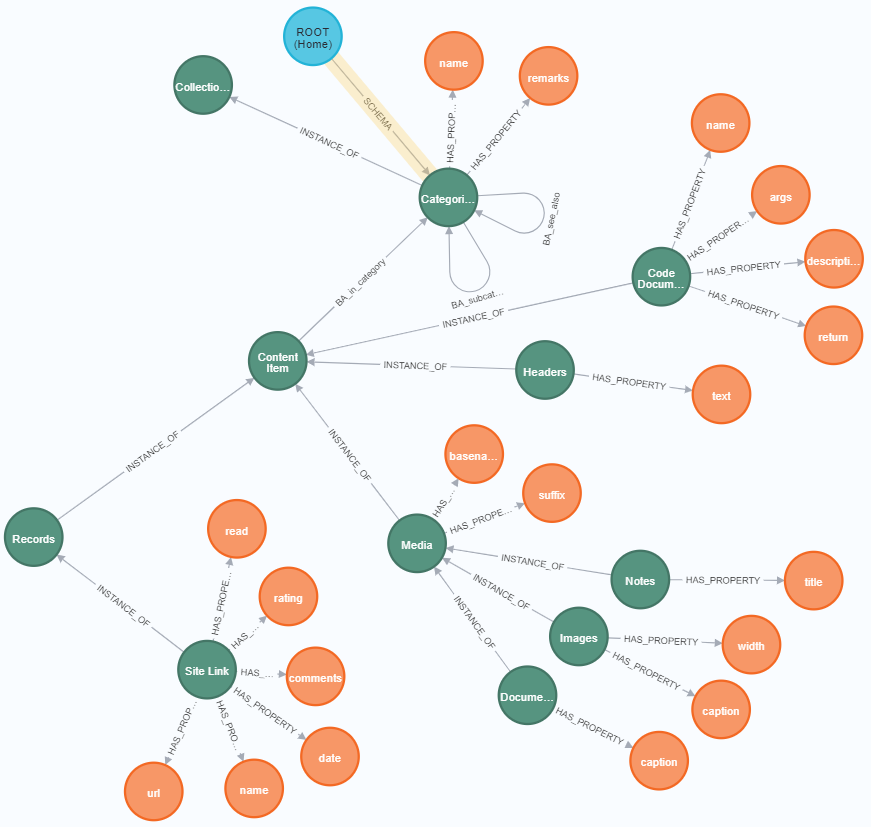 ROOT
(Home)
name
remarks
Collectio...
SCHEMA
HAS_PROP...
HAS_PROPERTY
INSTANCE_OF
name
Categori...
BA_see_also
HAS_PROPERTY
args
HAS_PROPER...
BA_in_category
BA_subcat...
Code
Docum...
HAS_PROPERTY
descripti...
HAS_PROPERTY
INSTANCE_OF
return
Content
Item
INSTANCE_OF
Headers
HAS_PROPERTY
text
INSTANCE_OF
INSTANCE_OF
basena...
suffix
HAS_...
HAS_PROPE...
read
Records
Media
INSTANCE_OF
Notes
HAS_PROPERTY
title
HAS_PROPE...
INSTANCE_OF
rating
INSTANCE_OF
INSTANCE_OF
Images
HAS_PROPERTY
width
HAS_...
Site Link
HAS_...
comments
HAS_PROPERTY
Docume...
caption
HAS_PROPERTY
HAS_PROP...
HAS_PRO...
HAS_PROPERTY
date
caption
url
name